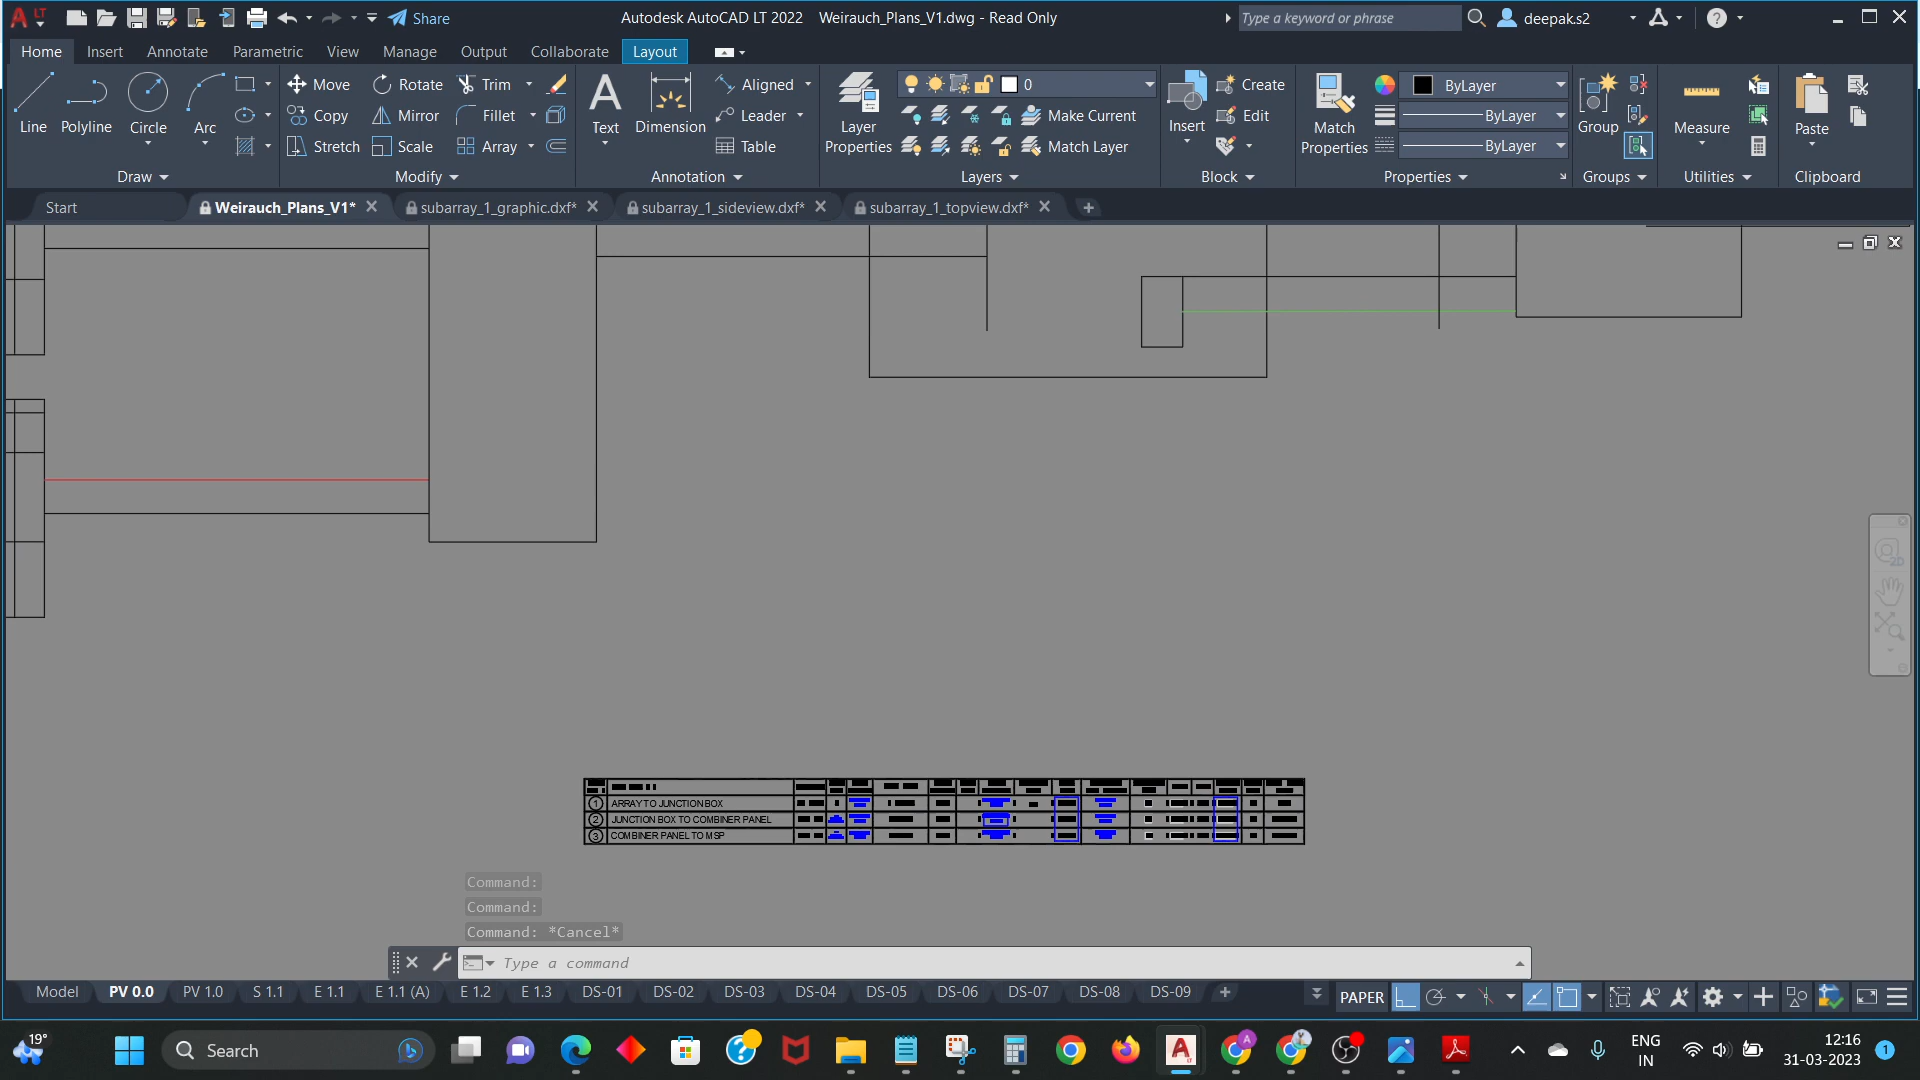 A LT Share Autodesk AutoCAD LT 2022 Weirauch_Plans_V1.dwg - Read Only Type a keyword or phrase deepak.s2
Home Insert Annotate Parametric View Manage Output Collaborate Layout
Line Polyline Circle Arc
Move Rotate Trim
Copy Mirror Fillet
Stretch Scale Array
Text Dimension
Aligned
Leader
Table
Layer Properties
0
Make Current
Match Layer
Insert
Create
Edit
Match Properties
ByLayer
ByLayer
ByLayer
Group
Measure
Paste
Draw Modify Annotation Layers Block Properties Groups Utilities Clipboard
Start Weirauch_Plans_V1* subarray_1_graphic.dxf* subarray_1_sideview.dxf* subarray_1_topview.dxf*
2D
1 ARRAY TO JUNCTION BOX
2 JUNCTION BOX TO COMBINER PANEL
3 COMBINER PANEL TO MSP
Command:
Command:
Command: *Cancel*
Type a command
Model PV 0.0 PV 1.0 S 1.1 E 1.1 E 1.1 (A) E 1.2 E 1.3 DS-01 DS-02 DS-03 DS-04 DS-05 DS-06 DS-07 DS-08 DS-09 PAPER
19° Search ENG IN 12:16 31-03-2023 1